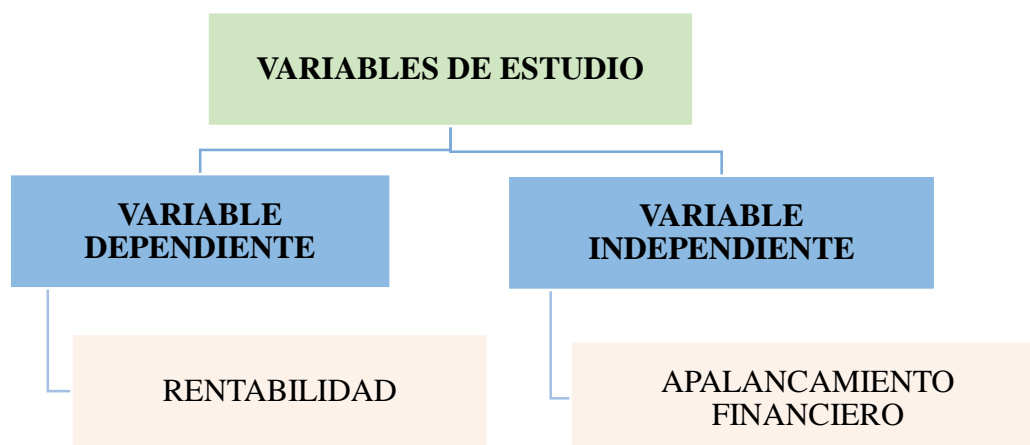 VARIABLES DE ESTUDIO
VARIABLE
DEPENDIENTE
VARIABLE
INDEPENDIENTE
RENTABILIDAD
APALANCAMIENTO
FINANCIERO